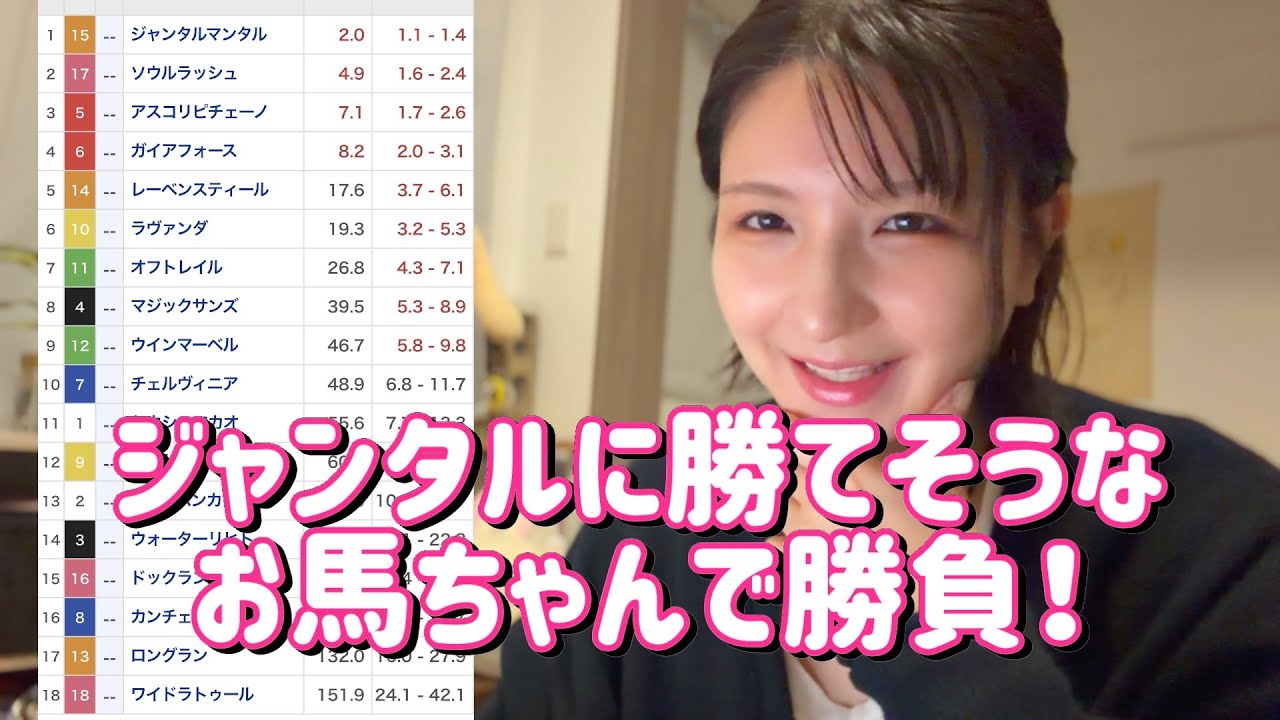 1 15 -- ジャンタルマンタル 2.0 1.1 - 1.4
2 17 -- ソウルラッシュ 4.9 1.6 - 2.4
3 5 -- アスコリピチェーノ 7.1 1.7 - 2.6
4 6 -- ガイアフォース 8.2 2.0 - 3.1
5 14 -- レーベンスティール 17.6 3.7 - 6.1
6 10 -- ラヴァンダ 19.3 3.2 - 5.3
7 11 -- オフトレイル 26.8 4.3 - 7.1
8 4 -- マジックサンズ 39.5 5.3 - 8.9
9 12 -- ウインマーベル 46.7 5.8 - 9.8
10 7 -- チェルヴィニア 48.9 6.8 - 11.7
11 1
12 9
13 2
14 3 -- ウォーターリヒト
15 16 --
16 8 --
17 13 -- ロングラン 132.0
18 18 -- ワイドラトゥール 151.9 24.1 - 42.1
ジャンタルに勝てそうな
お馬ちゃんで勝負！